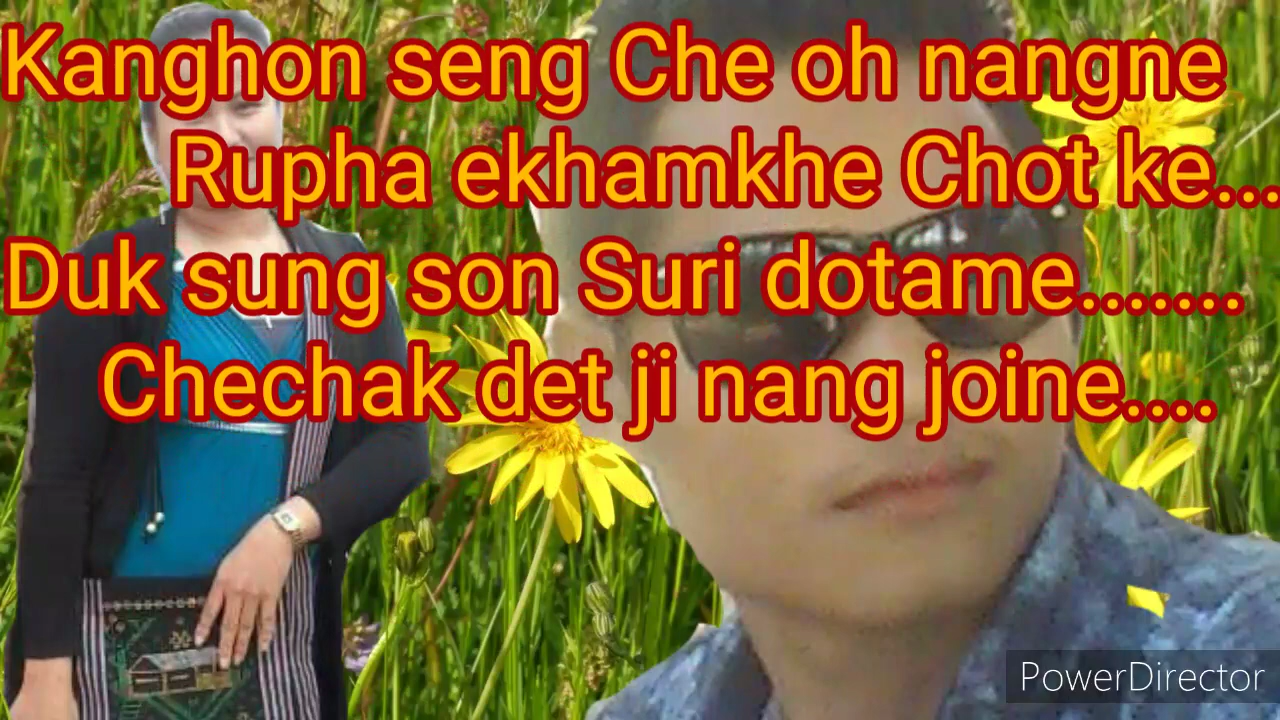 Kanghon seng Che oh nangne
Rupha ekhamkhe Chot ke...
Duk sung son Suri dotame.......
Chechak det ji nang joine....
PowerDirector